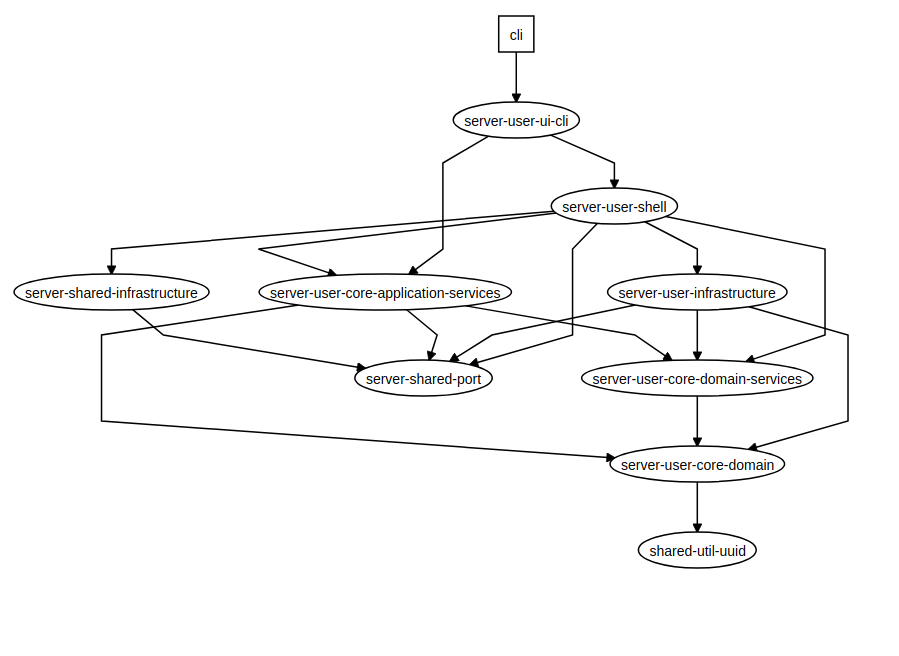 cli
server-user-ui-cli
server-user-shell
server-shared-infrastructure
server-user-core-application-services
server-user-infrastructure
server-shared-port
server-user-core-domain-services
server-user-core-domain
shared-util-uuid